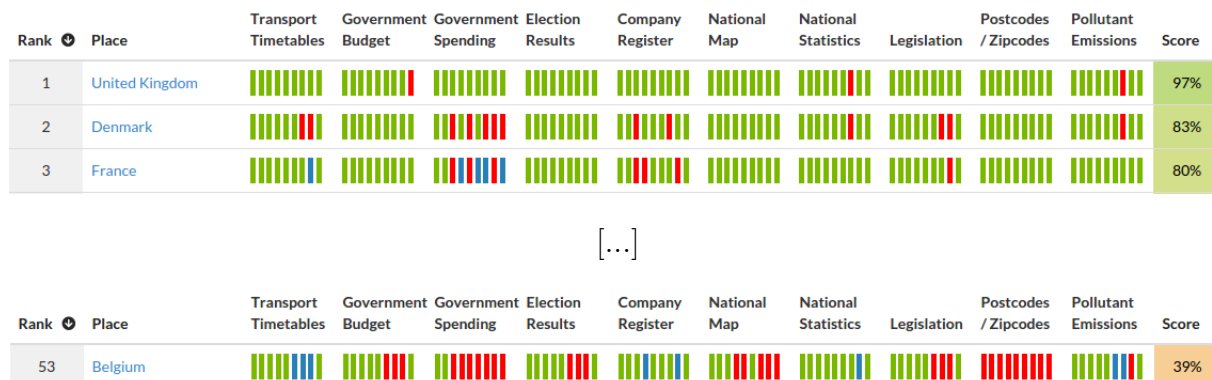 Rank Place Transport Timetables Government Budget Government Spending Election Results Company Register National Map National Statistics Legislation Postcodes / Zipcodes Pollutant Emissions Score
1 United Kingdom 97%
2 Denmark 83%
3 France 80%
[...]
Rank Place Transport Timetables Government Budget Government Spending Election Results Company Register National Map National Statistics Legislation Postcodes / Zipcodes Pollutant Emissions Score
53 Belgium 39%